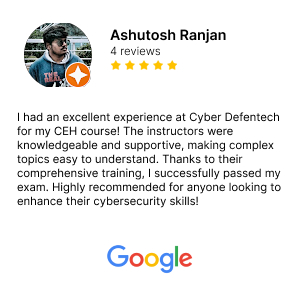 Ashutosh Ranjan
4 reviews
I had an excellent experience at Cyber Defentech
for my CEH course! The instructors were
knowledgeable and supportive, making complex
topics easy to understand. Thanks to their
comprehensive training, I successfully passed my
exam. Highly recommended for anyone looking to
enhance their cybersecurity skills!
Google